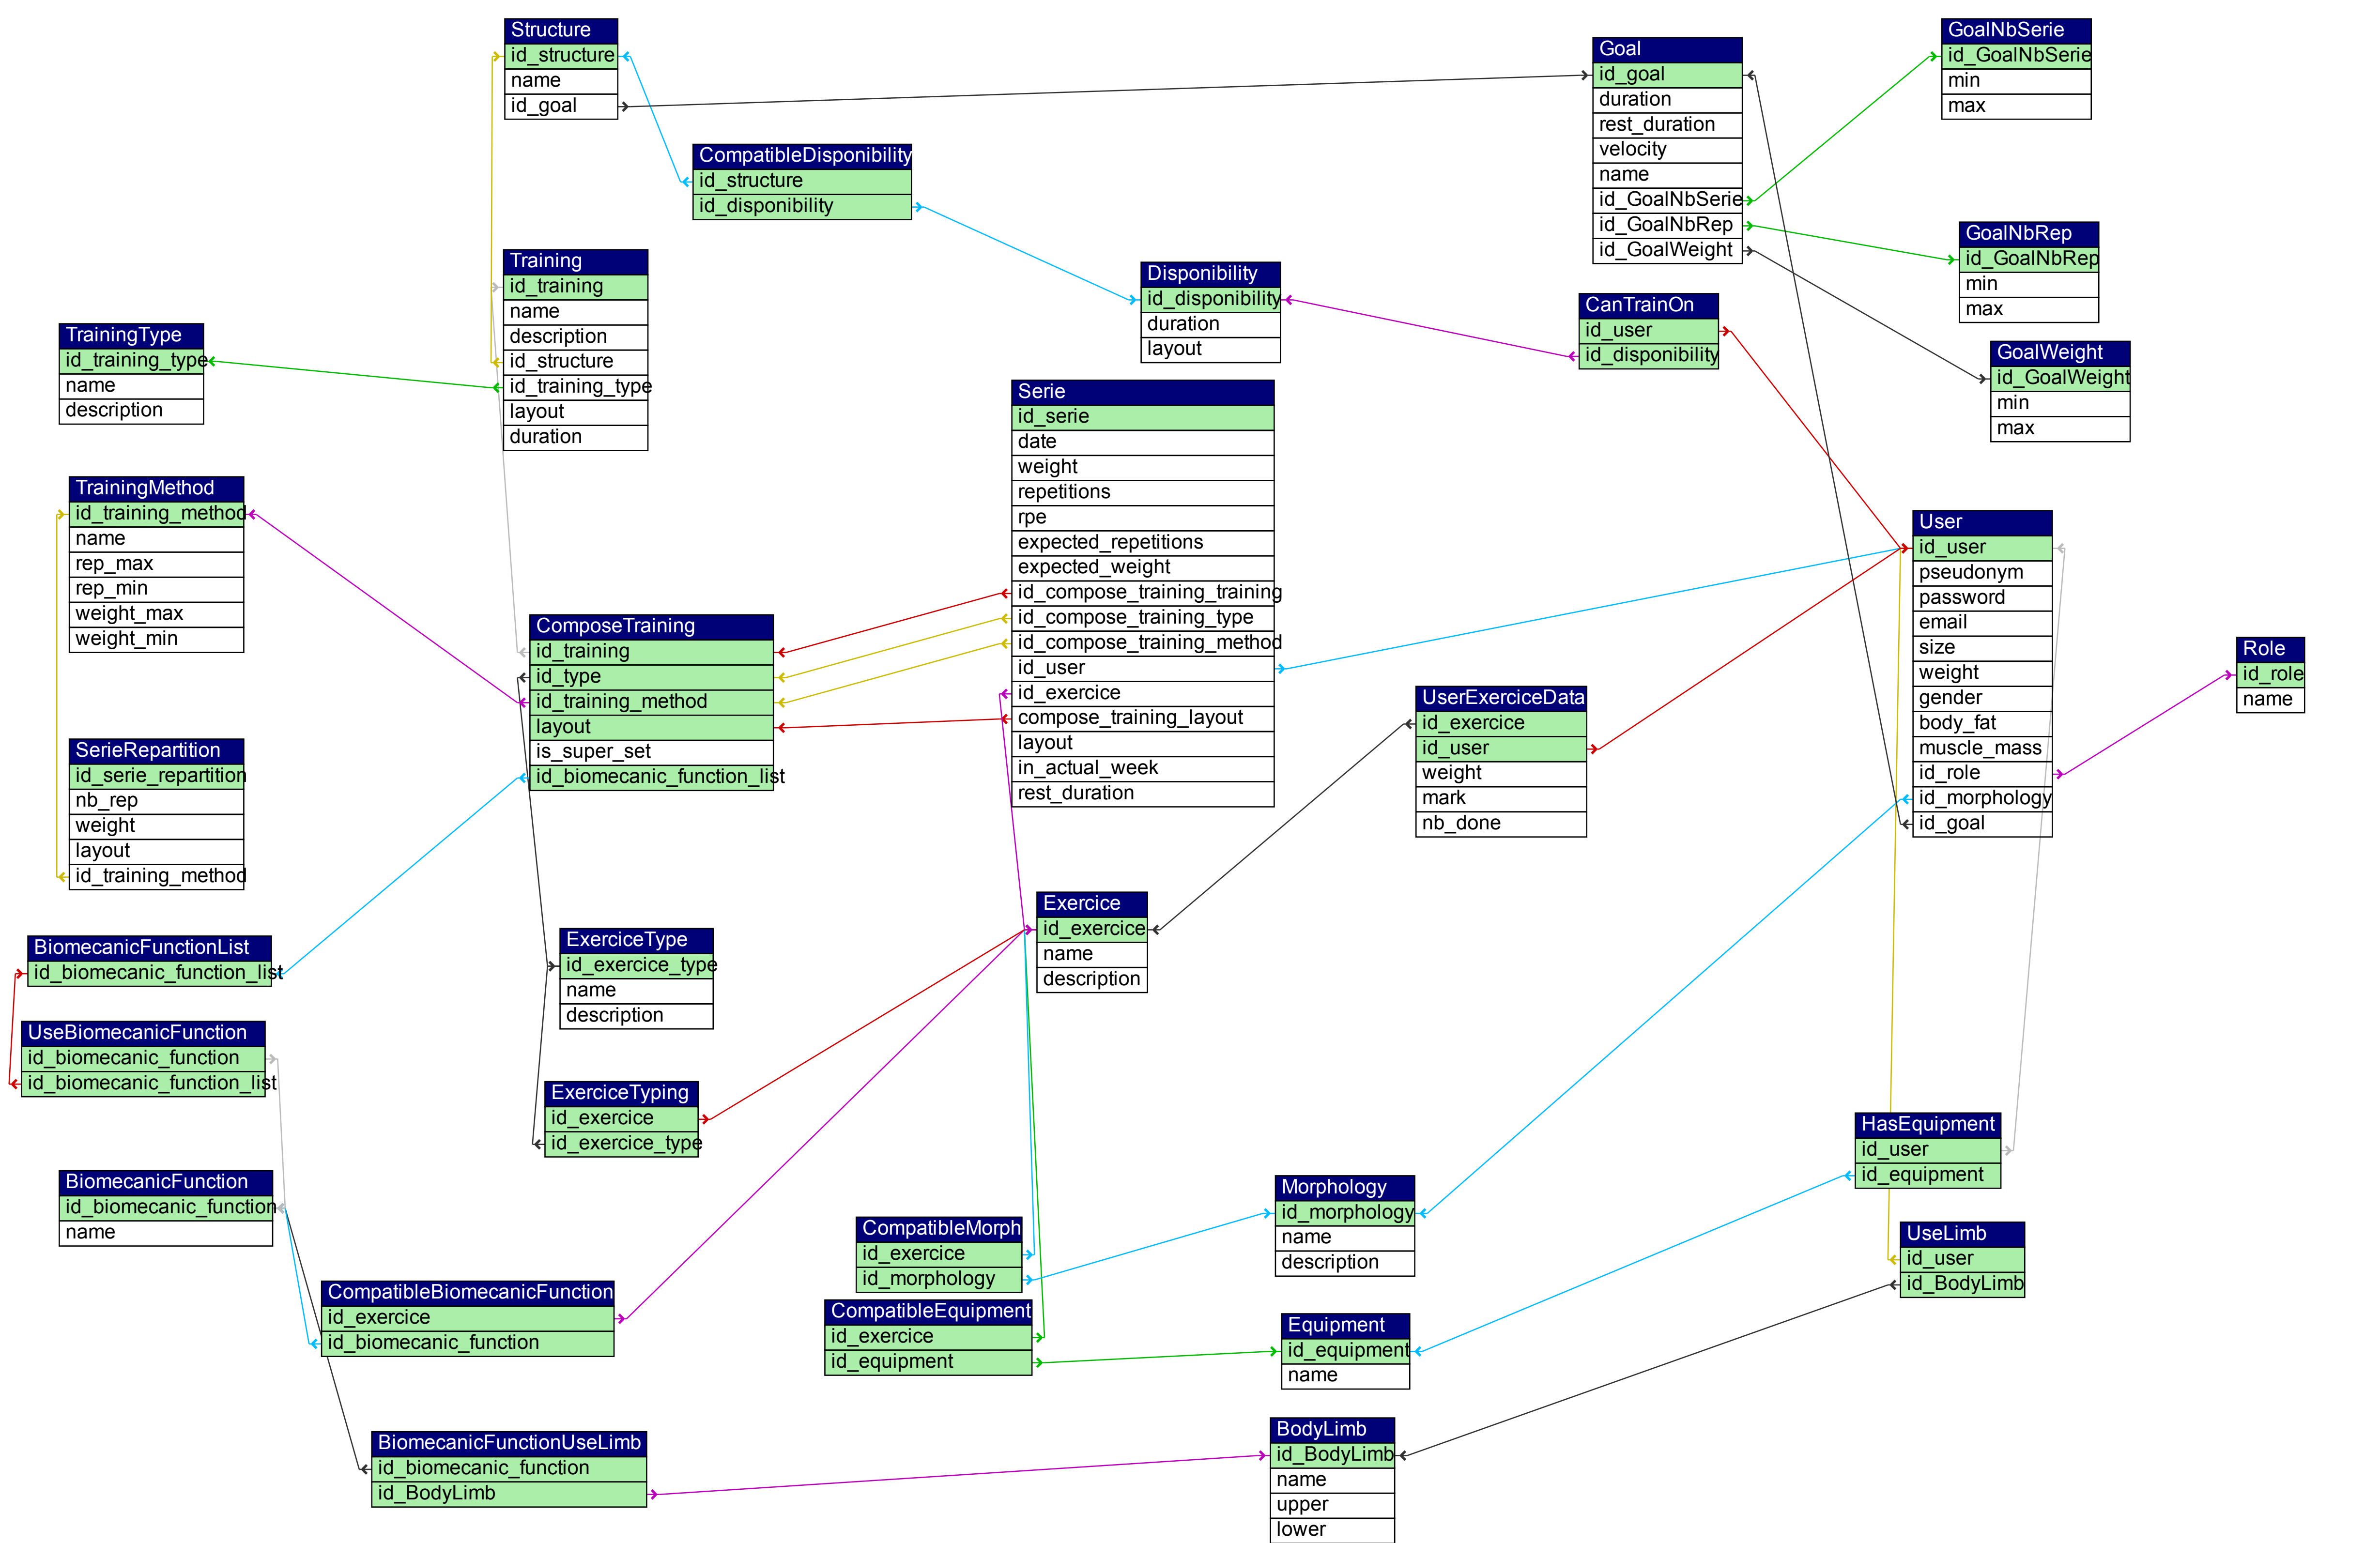 Structure
id_structure
name
id_goal
Goal
id_goal
duration
rest_duration
velocity
name
id_GoalNbSerie
id_GoalNbRep
id_GoalWeight
GoalNbSerie
id_GoalNbSerie
min
max
CompatibleDisponibility
id_structure
id_disponibility
GoalNbRep
id_GoalNbRep
min
max
Training
id_training
name
description
id_structure
id_training_type
layout
duration
Disponibility
id_disponibility
duration
layout
CanTrainOn
id_user
id_disponibility
TrainingType
id_training_type
name
description
GoalWeight
id_GoalWeight
min
max
Serie
id_serie
date
weight
repetitions
rpe
expected_repetitions
expected_weight
id_compose_training_training
id_compose_training_type
id_compose_training_method
id_user
id_exercice
compose_training_layout
layout
in_actual_week
rest_duration
TrainingMethod
id_training_method
name
rep_max
rep_min
weight_max
weight_min
User
id_user
pseudonym
password
email
size
weight
gender
body_fat
muscle_mass
id_role
id_morphology
id_goal
ComposeTraining
id_training
id_type
id_training_method
layout
is_super_set
id_biomecanic_function_list
Role
id_role
name
UserExerciceData
id_exercice
id_user
weight
mark
nb_done
SerieRepartition
id_serie_repartition
nb_rep
weight
layout
id_training_method
Exercice
id_exercice
name
description
BiomecanicFunctionList
id_biomecanic_function_list
ExerciceType
id_exercice_type
name
description
UseBiomecanicFunction
id_biomecanic_function
id_biomecanic_function_list
ExerciceTyping
id_exercice
id_exercice_type
HasEquipment
id_user
id_equipment
BiomecanicFunction
id_biomecanic_function
name
Morphology
id_morphology
name
description
CompatibleMorph
id_exercice
id_morphology
UseLimb
id_user
id_BodyLimb
CompatibleBiomecanicFunction
id_exercice
id_biomecanic_function
CompatibleEquipment
id_exercice
id_equipment
Equipment
id_equipment
name
BodyLimb
id_BodyLimb
name
upper
lower
BiomecanicFunctionUseLimb
id_biomecanic_function
id_BodyLimb